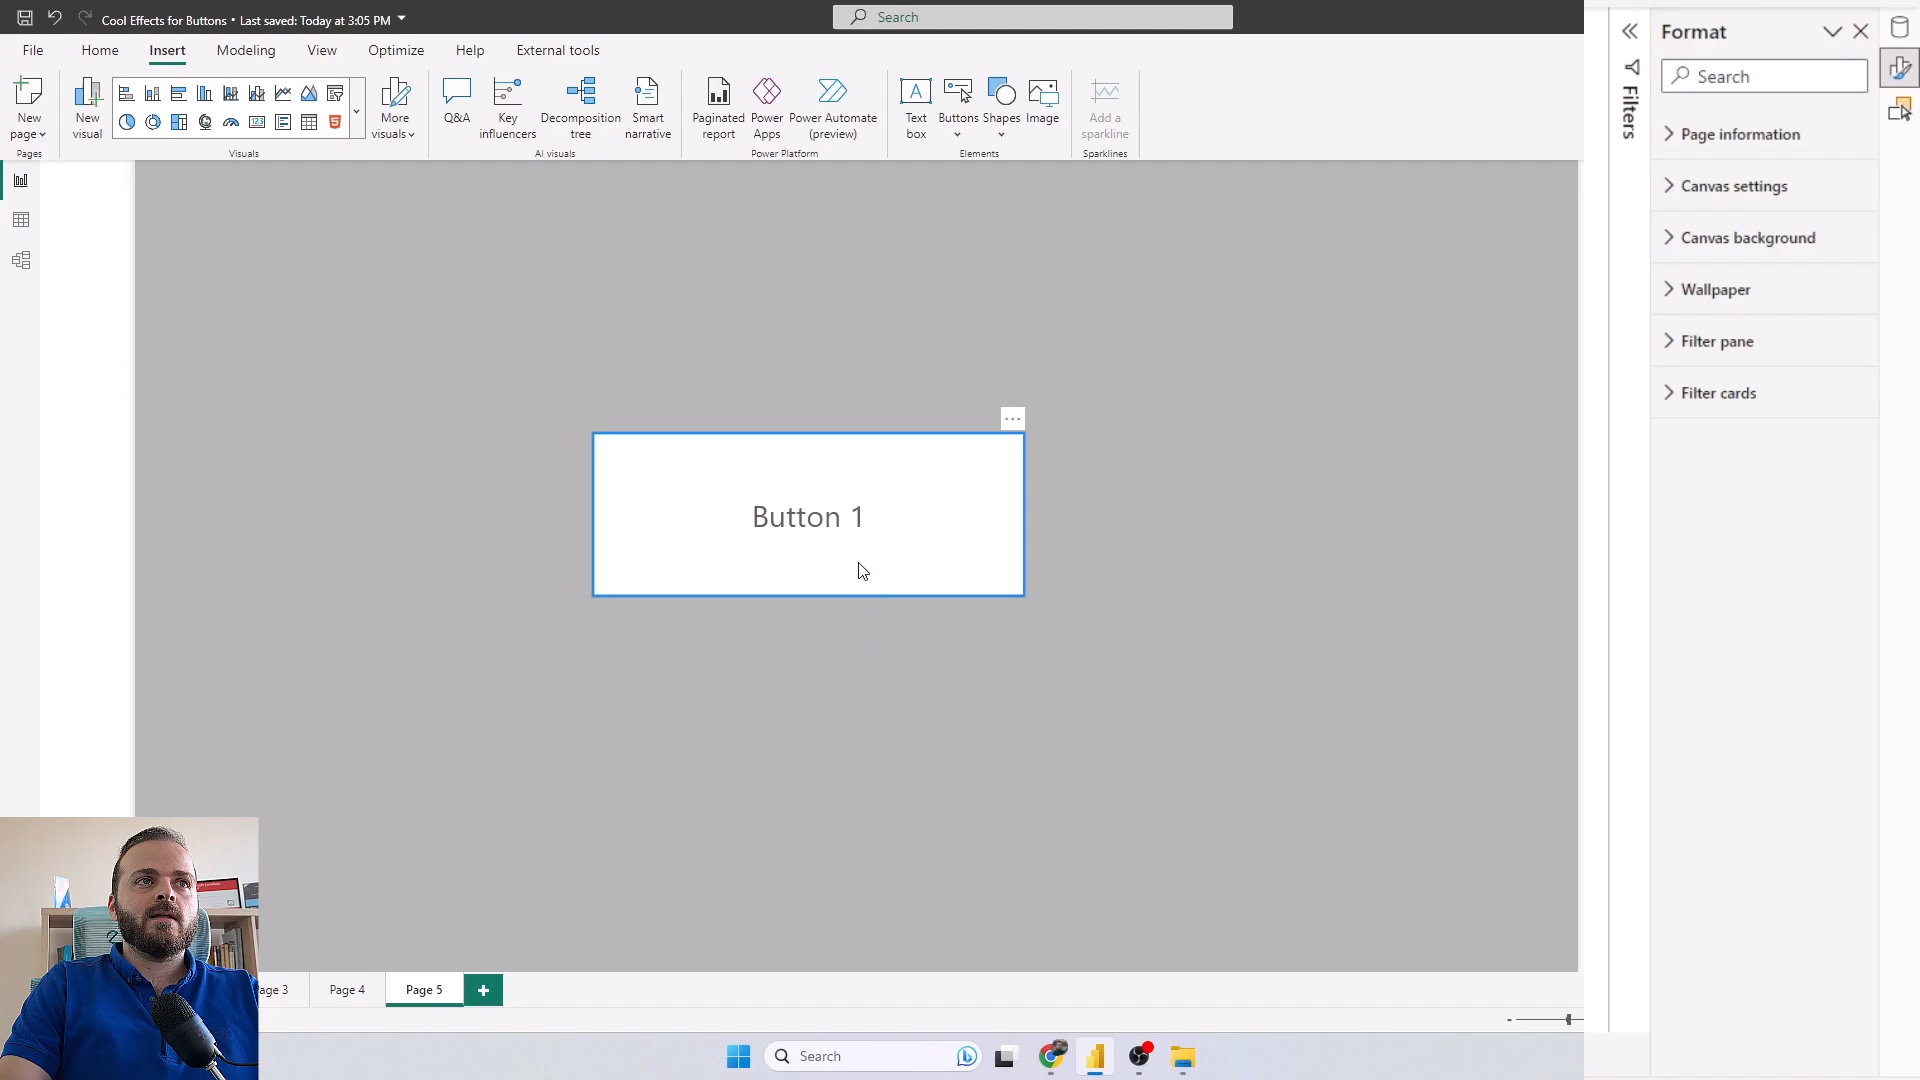 Cool Effects for Buttons • Last saved: Today at 3:05 PM
Search
File Home Insert Modeling View Optimize Help External tools
New page
New visual
More visuals
Q&A
Key influencers
Decomposition tree
Smart narrative
Paginated report
Power Apps
Power Automate (preview)
Text box
Buttons
Shapes
Image
Add a sparkline
Pages
Visuals
AI visuals
Power Platform
Elements
Sparklines
Filters
Format
Search
Page information
Canvas settings
Canvas background
Wallpaper
Filter pane
Filter cards
Button 1
age 3
Page 4
Page 5
Search